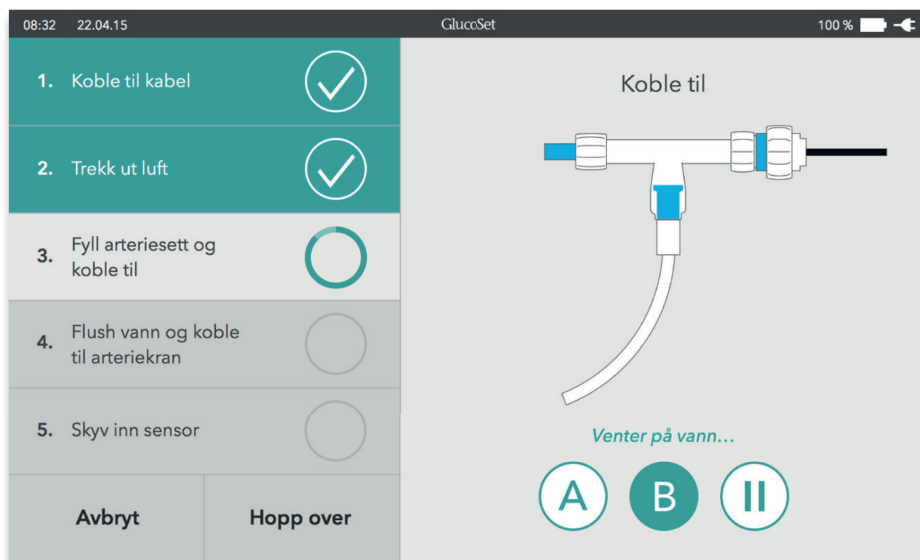 08:32 22.04.15 GlucoSet 100 %
1. Koble til kabel
2. Trekk ut luft
3. Fyll arteriesett og
koble til
4. Flush vann og koble
til arteriekran
5. Skyv inn sensor
Avbryt Hopp over
Koble til
Venter på vann...
A B